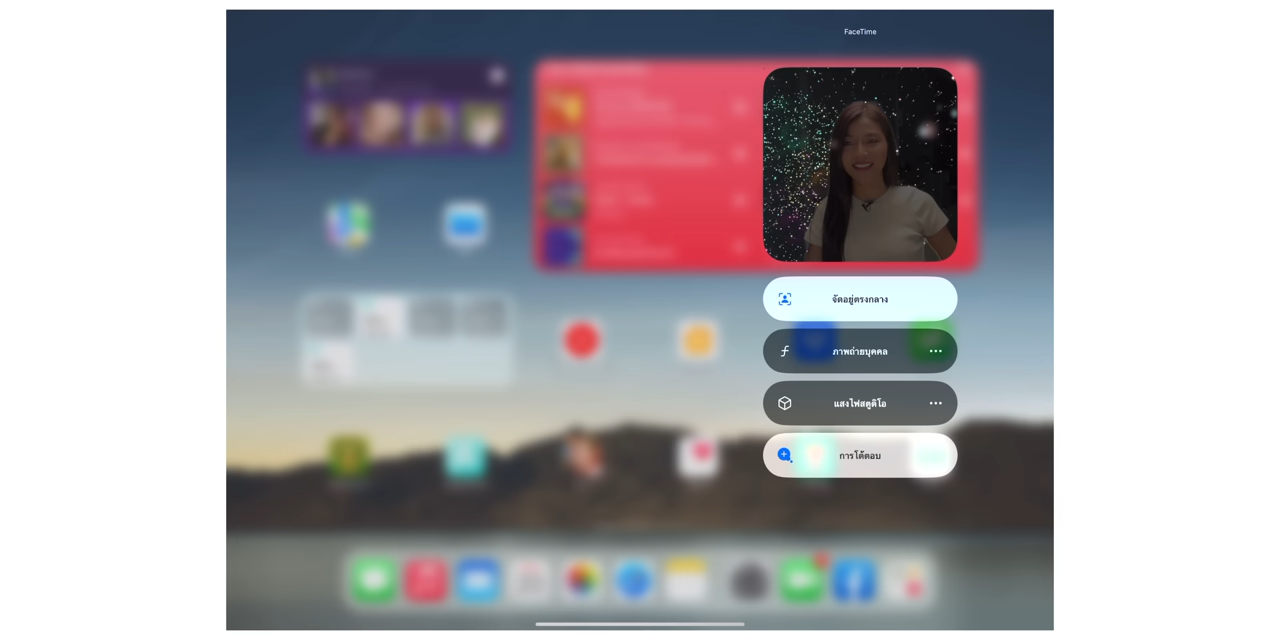 FaceTime
จัดอยู่ตรงกลาง
ภาพถ่ายบุคคล
แสงไฟสตูดิโอ
การโต้ตอบ